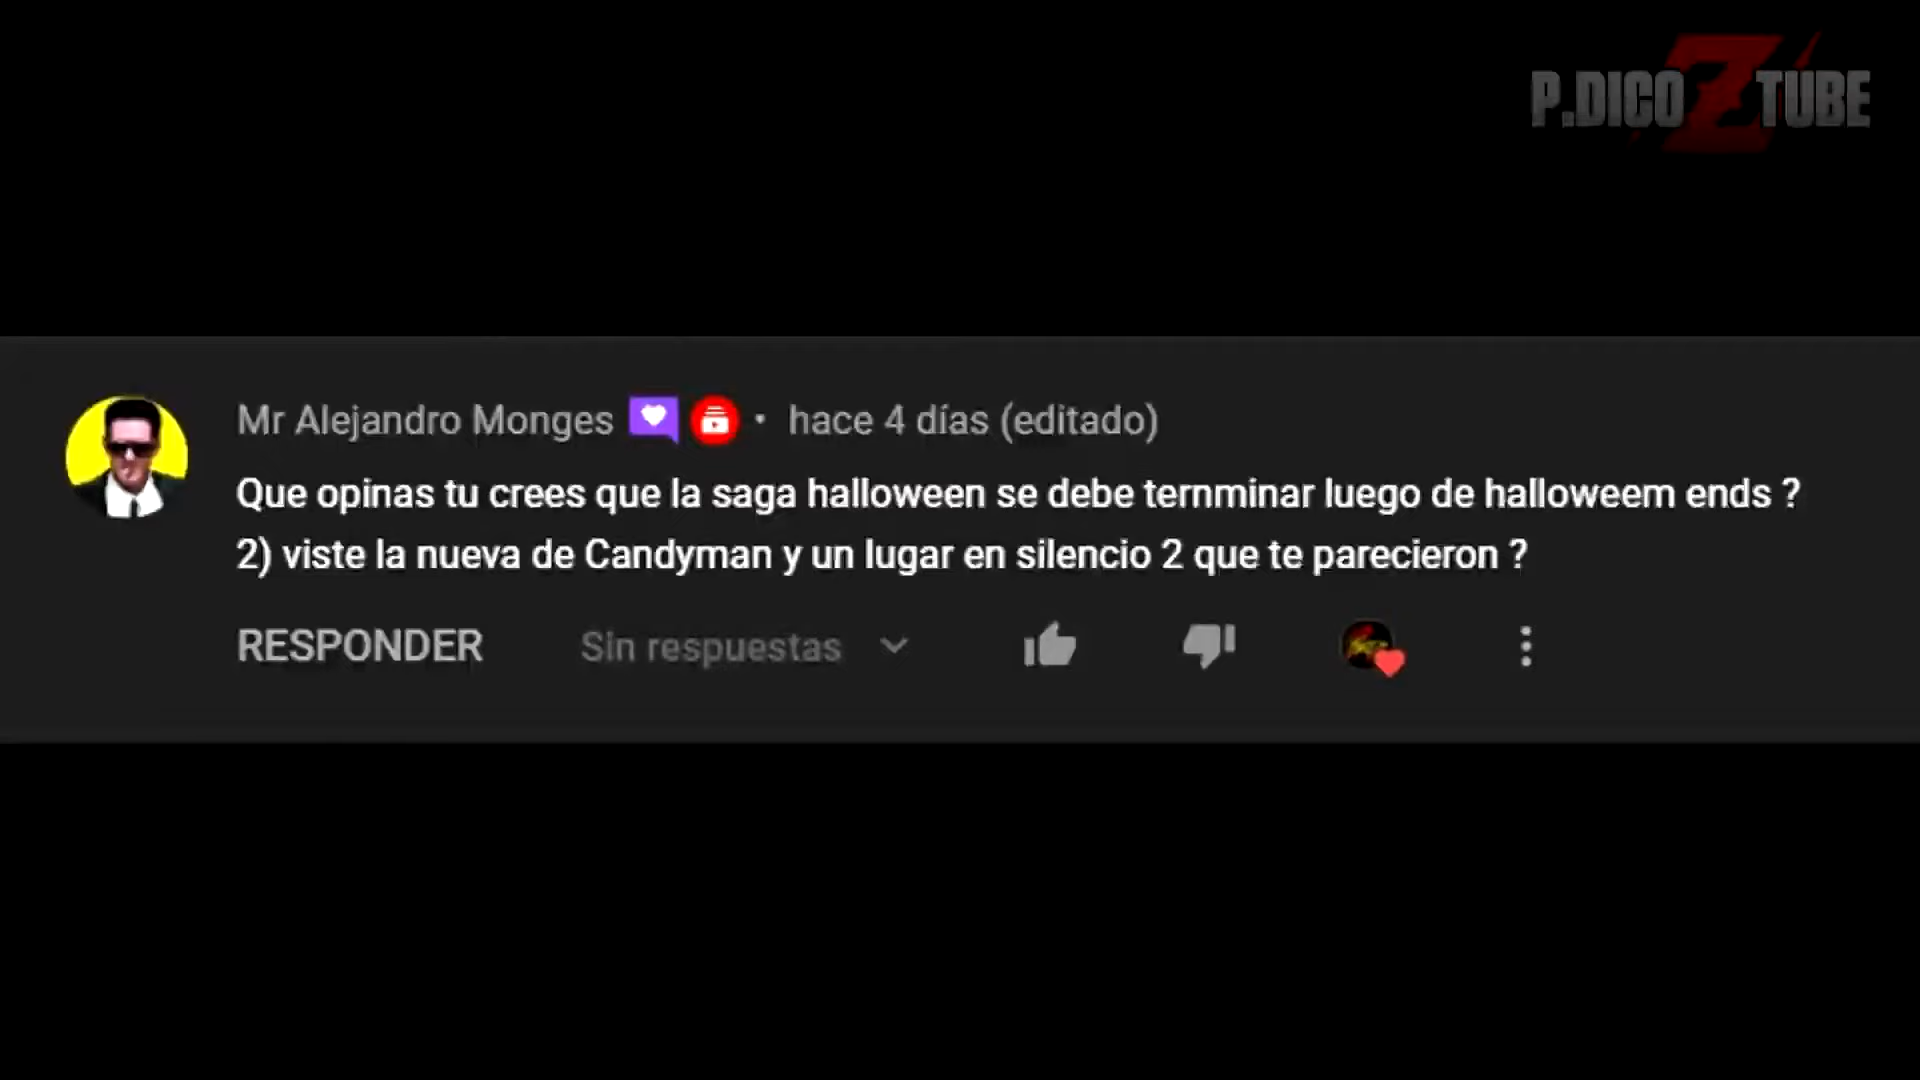 P.DICO Z TUBE
Mr Alejandro Monges • hace 4 días (editado)
Que opinas tu crees que la saga halloween se debe ternminar luego de halloweem ends ?
2) viste la nueva de Candyman y un lugar en silencio 2 que te parecieron ?
RESPONDER Sin respuestas